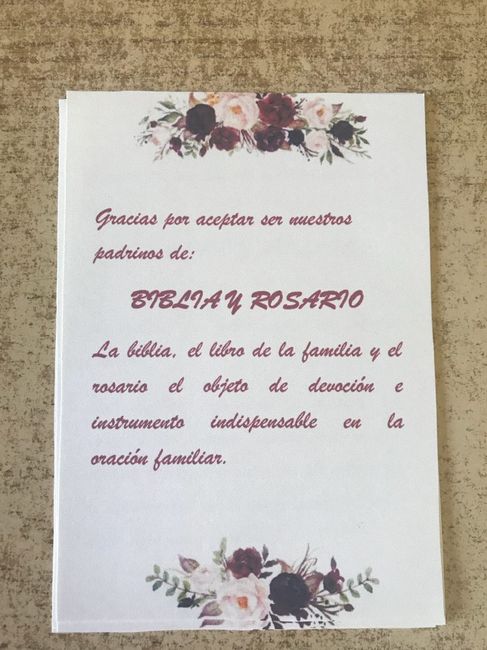 Gracias por aceptar ser nuestros
padrinos de:
BIBLIA Y ROSARIO
La biblia, el libro de la familia y el
rosario el objeto de devoción e
instrumento indispensable en la
oración familiar.